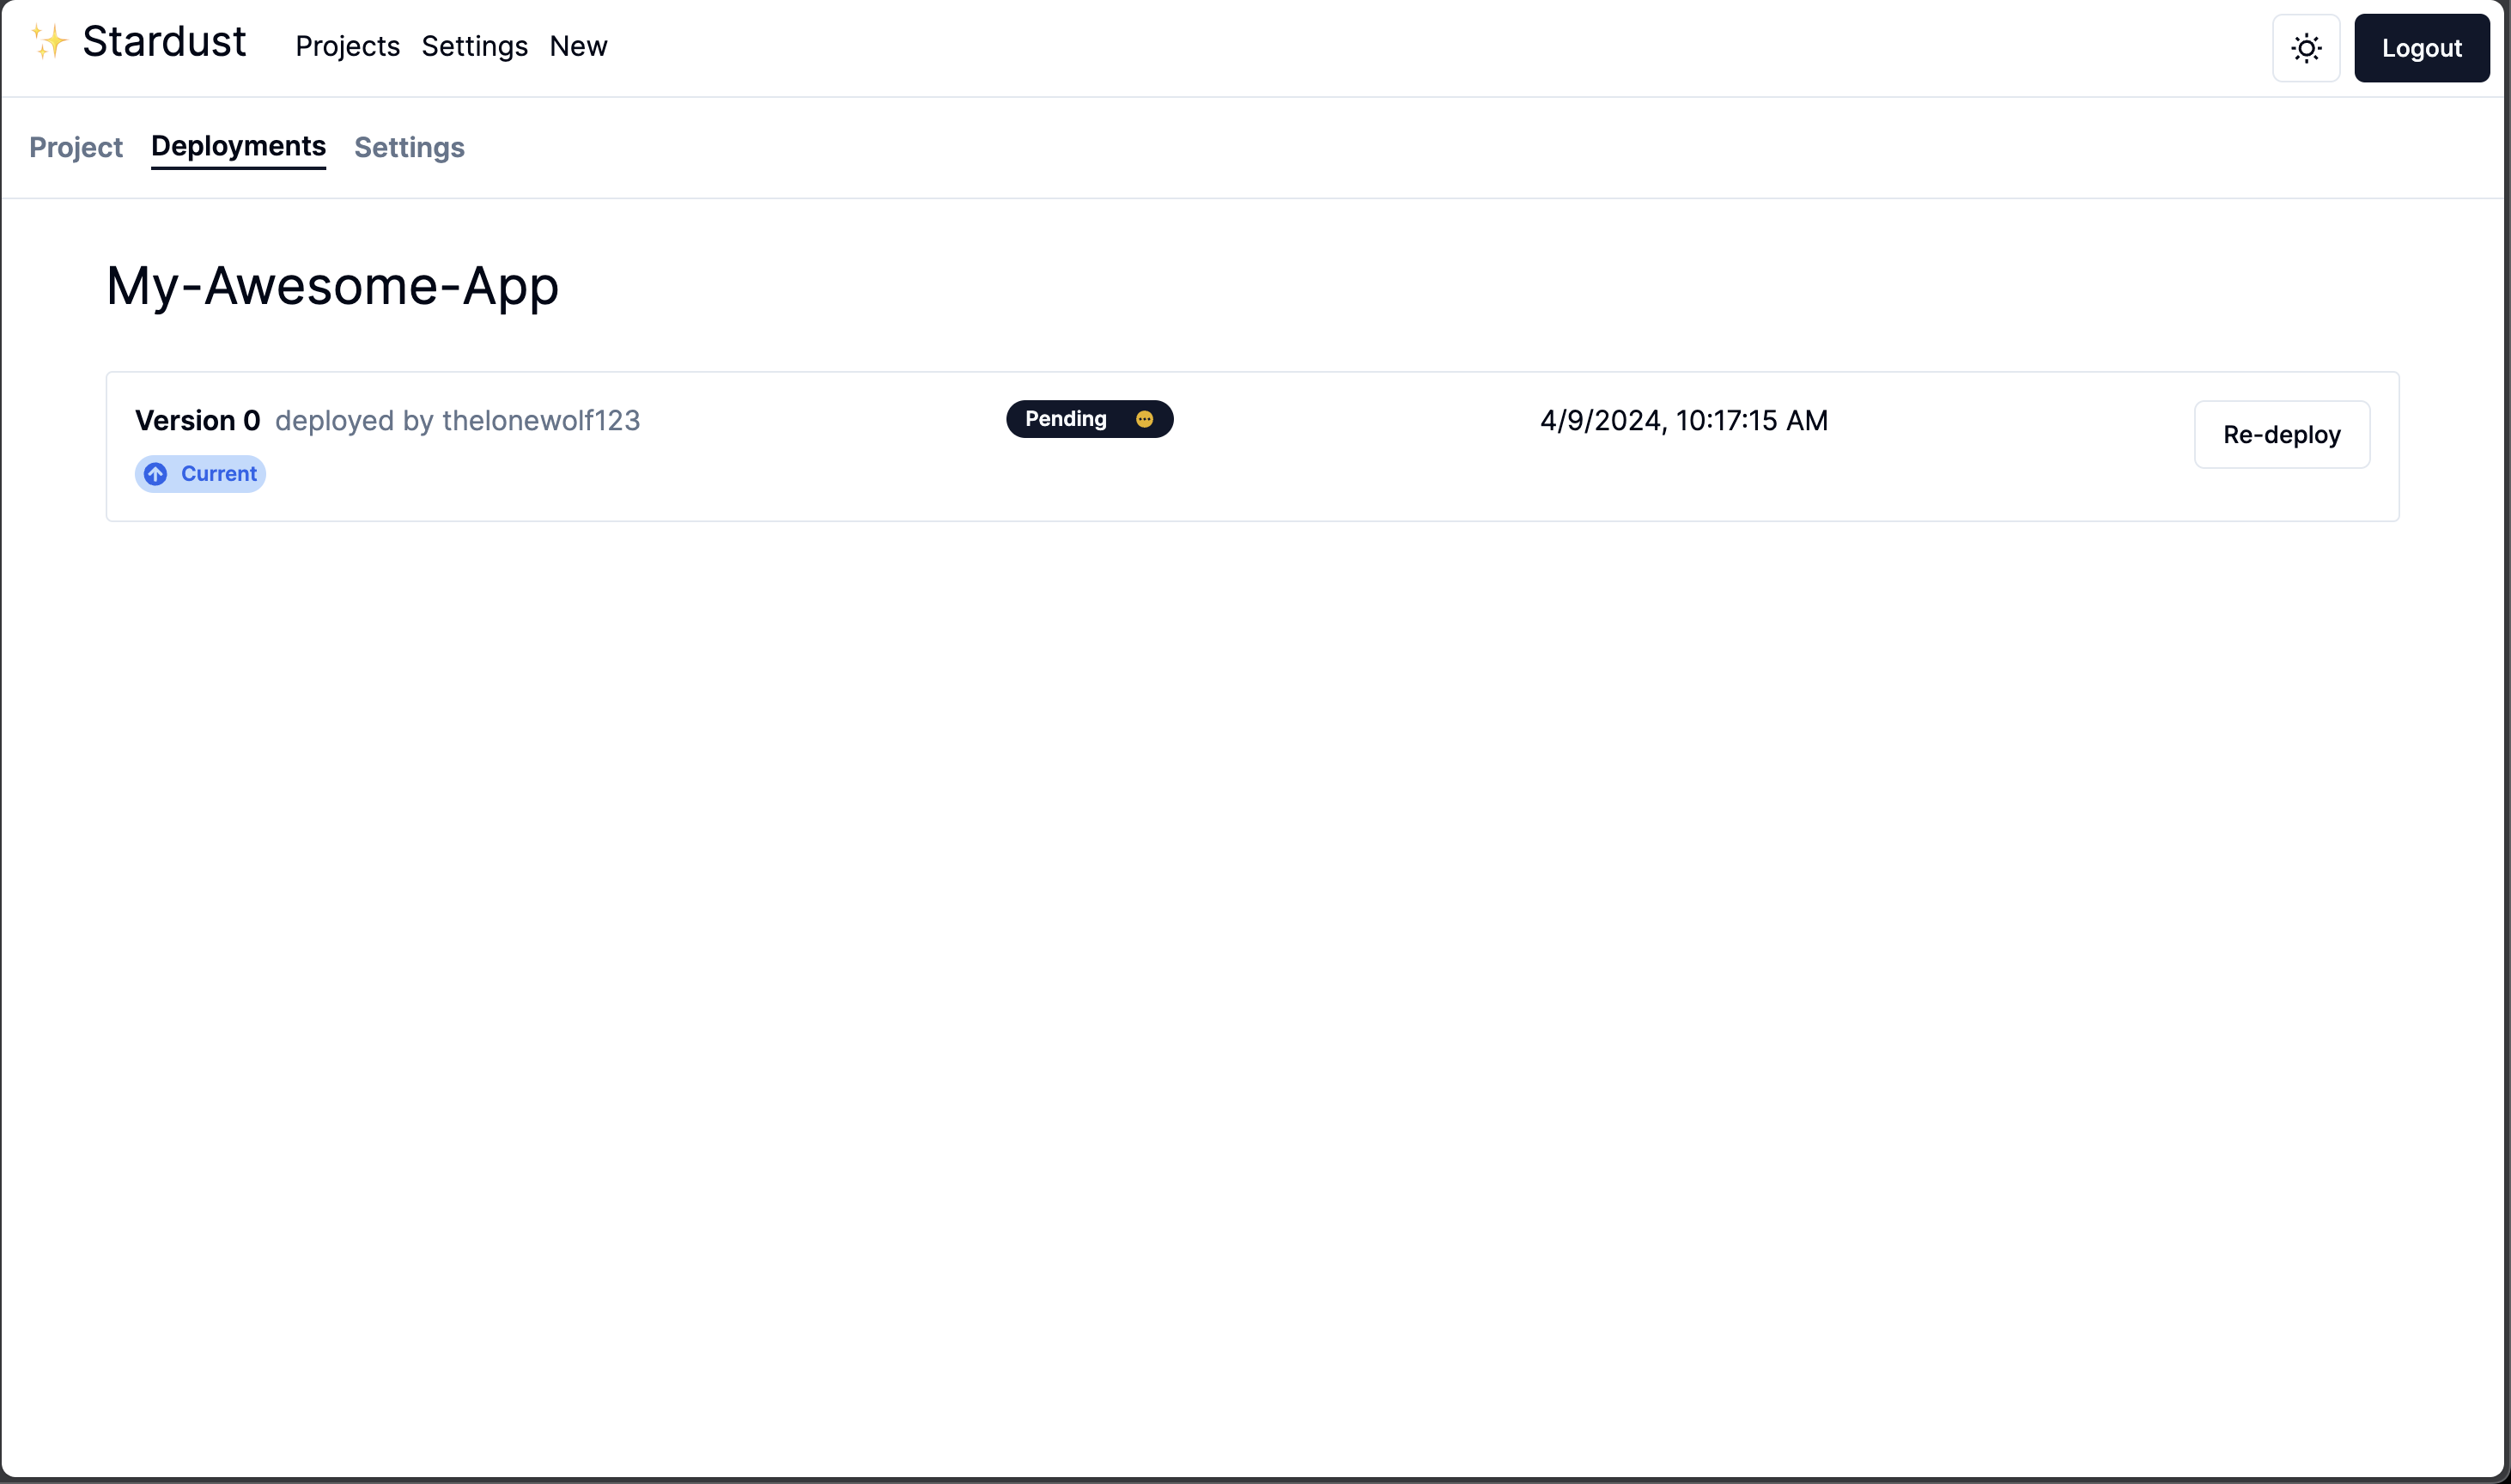 ✨ Stardust Projects Settings New Logout
Project Deployments Settings
My-Awesome-App
Version 0 deployed by thelonewolf123 Pending 4/9/2024, 10:17:15 AM Re-deploy
Current